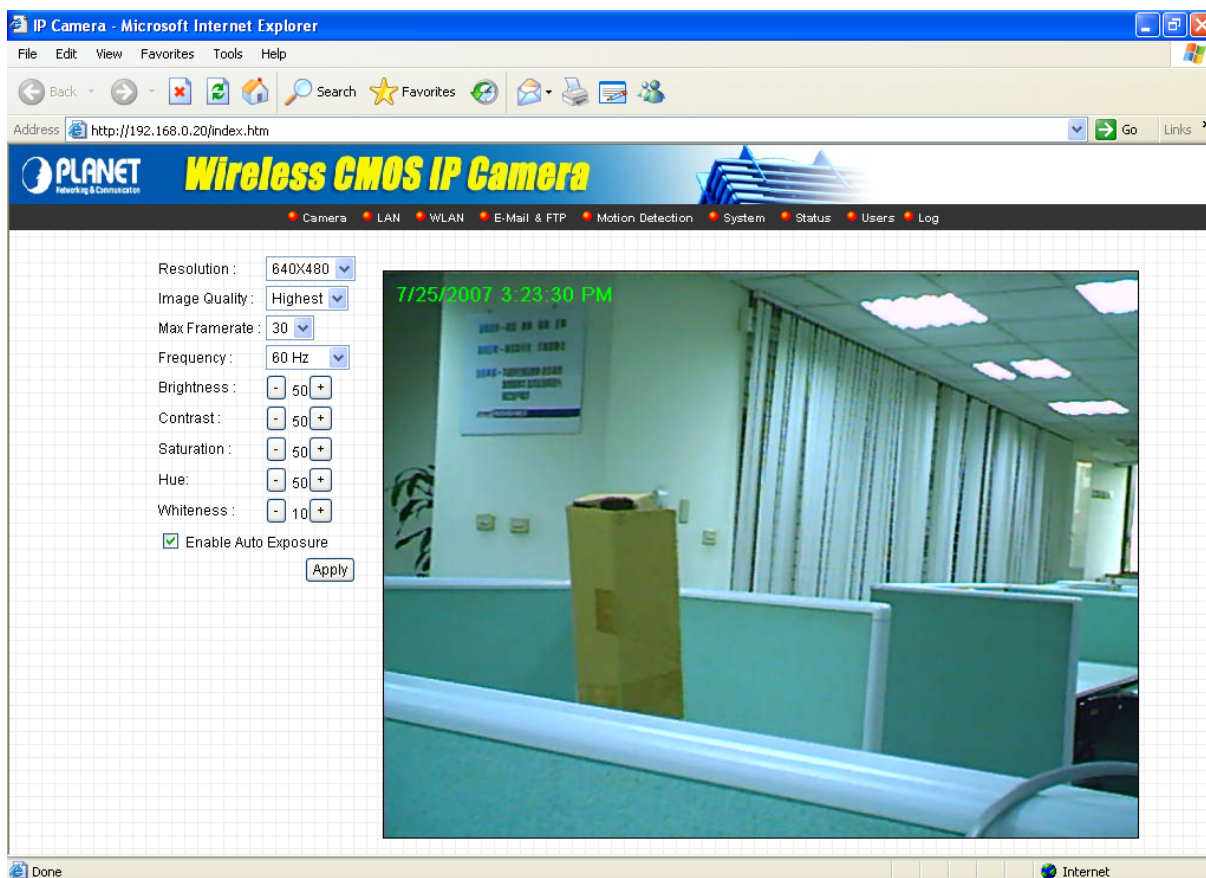 IP Camera - Microsoft Internet Explorer
File Edit View Favorites Tools Help
Back Search Favorites
Address http://192.168.0.20/index.htm Go Links
PLANET
Networking & Communication
Wireless CMOS IP Camera
Camera LAN WLAN E-Mail & FTP Motion Detection System Status Users Log
Resolution : 640X480
Image Quality : Highest
Max Framerate : 30
Frequency : 60 Hz
Brightness : - 50 +
Contrast : - 50 +
Saturation : - 50 +
Hue: - 50 +
Whiteness : - 10 +
Enable Auto Exposure
Apply
7/25/2007 3:23:30 PM
Done Internet